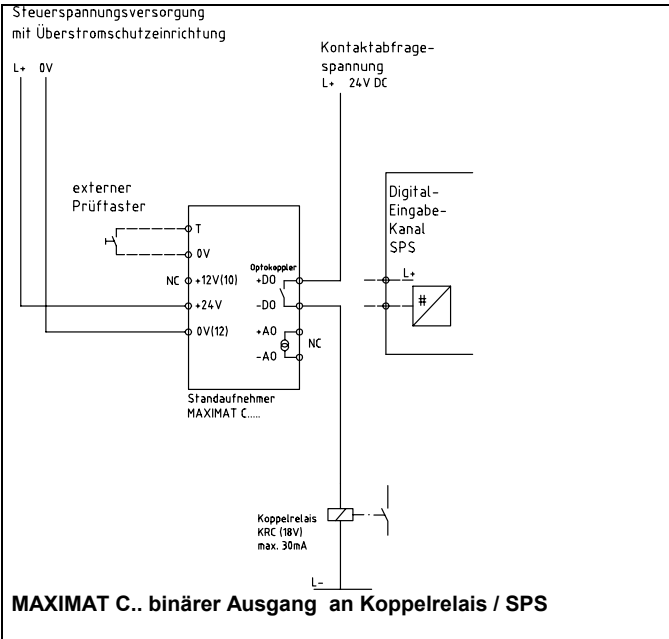 Steuerspannungsversorgung
mit Überstromschutzeinrichtung
L+ 0V
Kontaktabfrage-
spannung
L+ 24V DC
externer
Prüftaster
Digital-
Eingabe-
Kanal
SPS
L+
#
T
0V
Optokoppler
NC +12V(10) +DO
+24V -DO
0V(12) +AO
NC
-AO
Standaufnehmer
MAXIMAT C.....
Koppelrelais
KRC (18V)
max. 30mA
L-
MAXIMAT C.. binärer Ausgang an Koppelrelais / SPS